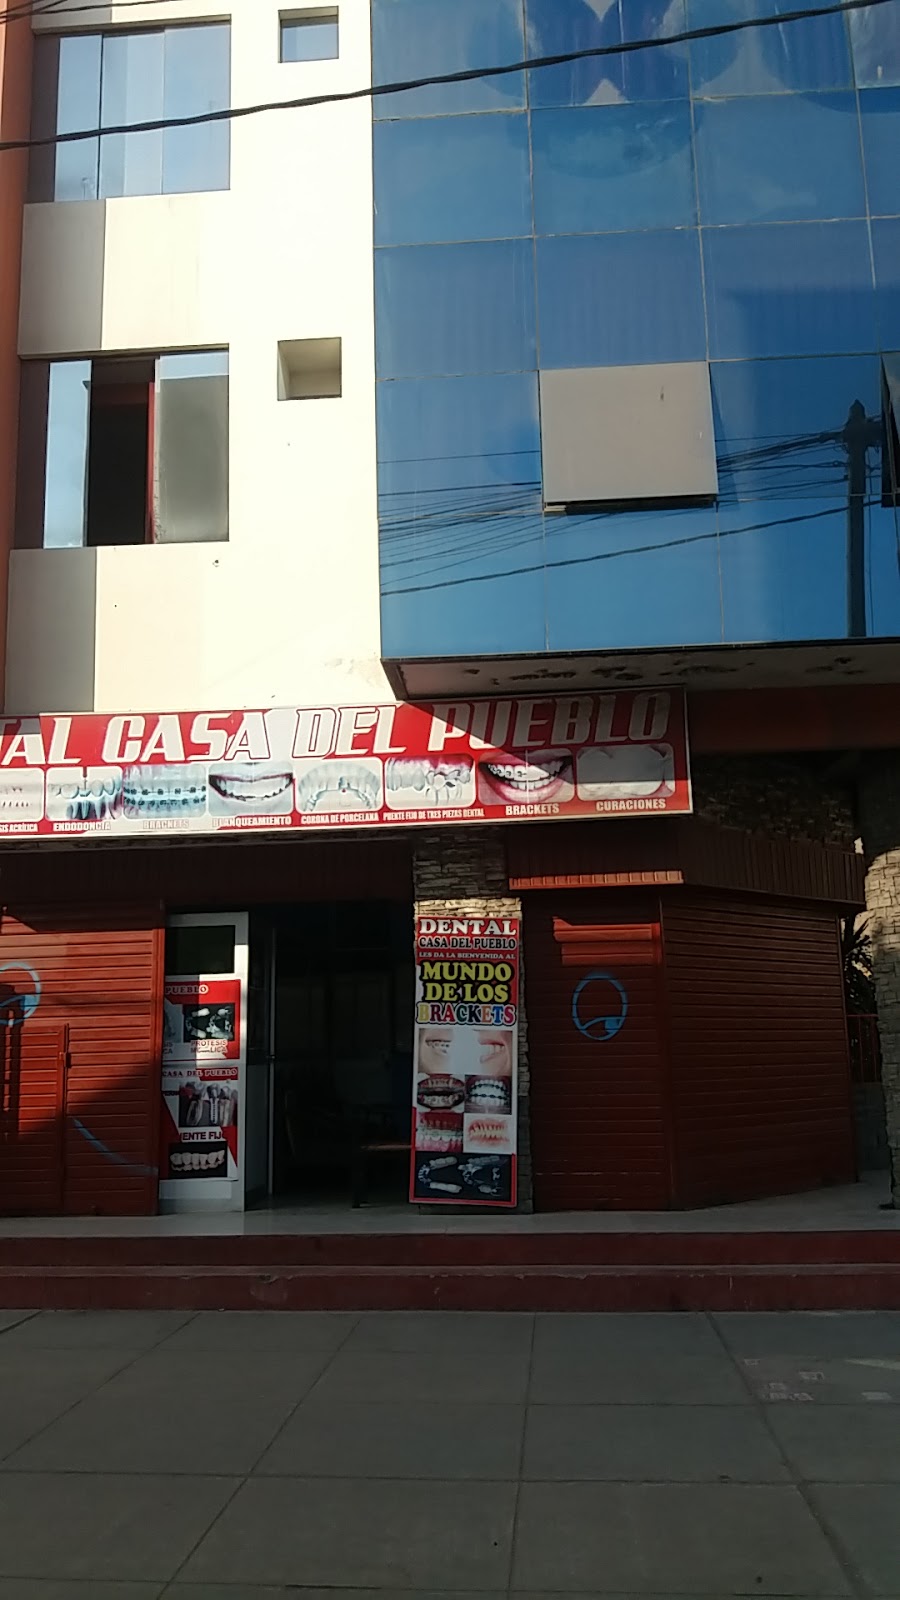 CASA DEL PUEBLO
ENDODONCIA
BRACKETS
BLANQUEAMIENTO
CORONA DE PORCELANA
PUENTE FIJO DE TRES PIEZAS DENTAL
BRACKETS
CURACIONES
DENTAL
CASA DEL PUEBLO
LES DA LA BIENVENIDA AL
MUNDO
DE LOS
BRACKETS
PUEBLO
PROTESIS
CASA DEL PUEBLO